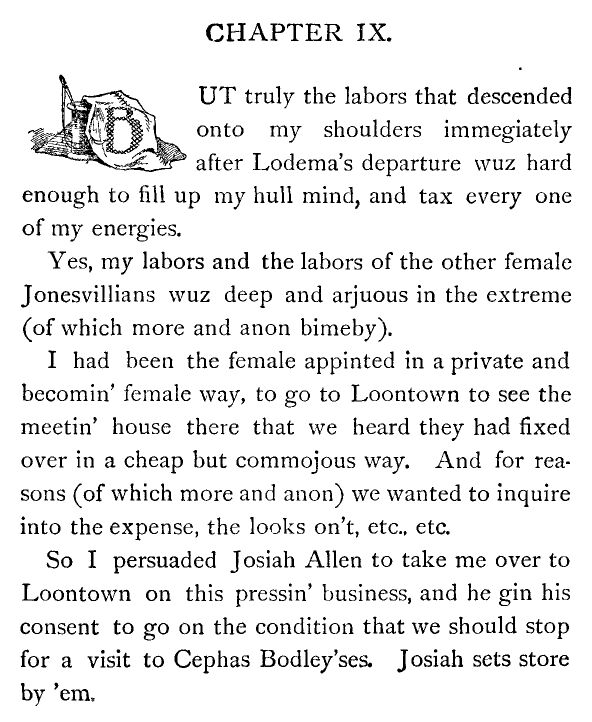 CHAPTER IX.
BUT truly the labors that descended
onto my shoulders immegiately
after Lodema's departure wuz hard
enough to fill up my hull mind, and tax every one
of my energies.
Yes, my labors and the labors of the other female
Jonesvillians wuz deep and arjuous in the extreme
(of which more and anon bimeby).
I had been the female appinted in a private and
becomin' female way, to go to Loontown to see the
meetin' house there that we heard they had fixed
over in a cheap but commojous way. And for rea-
sons (of which more and anon) we wanted to inquire
into the expense, the looks on't, etc., etc.
So I persuaded Josiah Allen to take me over to
Loontown on this pressin' business, and he gin his
consent to go on the condition that we should stop
for a visit to Cephas Bodley'ses. Josiah sets store
by 'em.